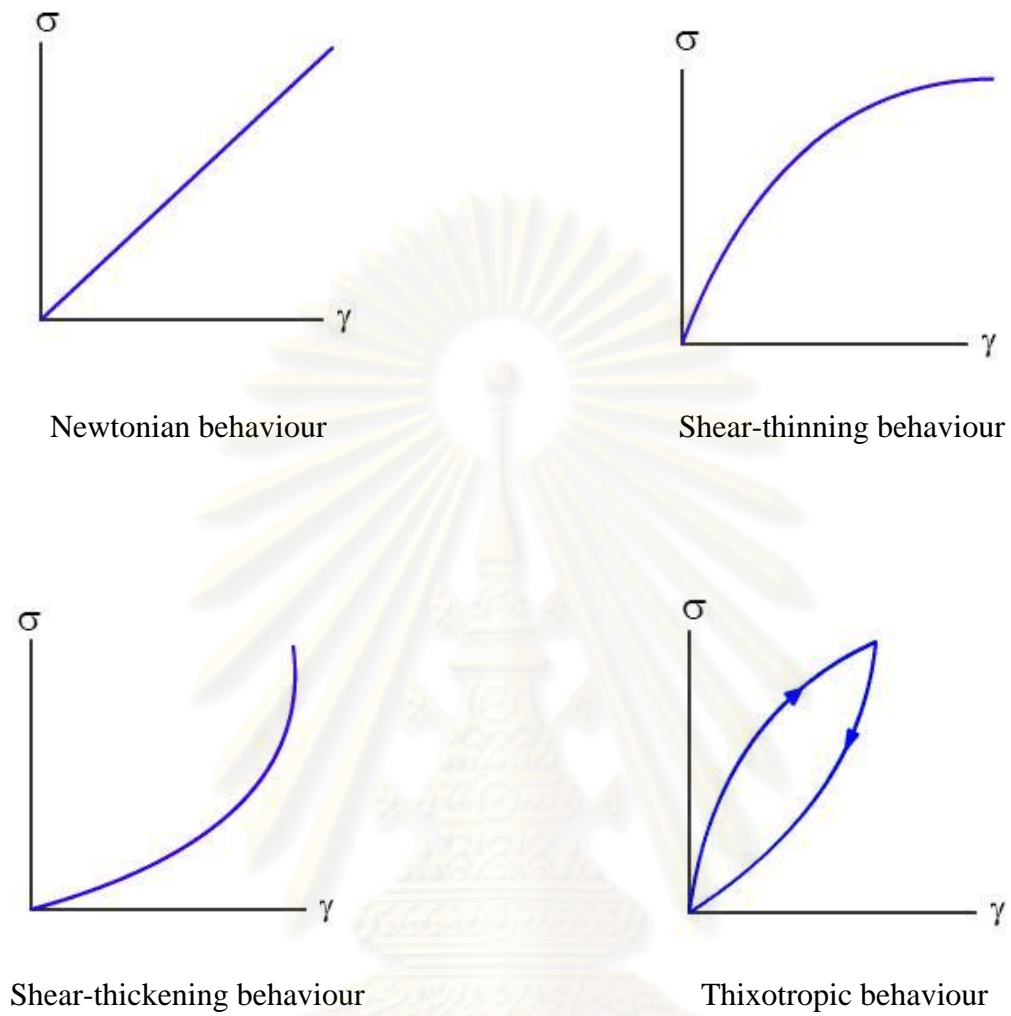 σ
γ
Newtonian behaviour
σ
γ
Shear-thinning behaviour
σ
γ
Shear-thickening behaviour
σ
γ
Thixotropic behaviour